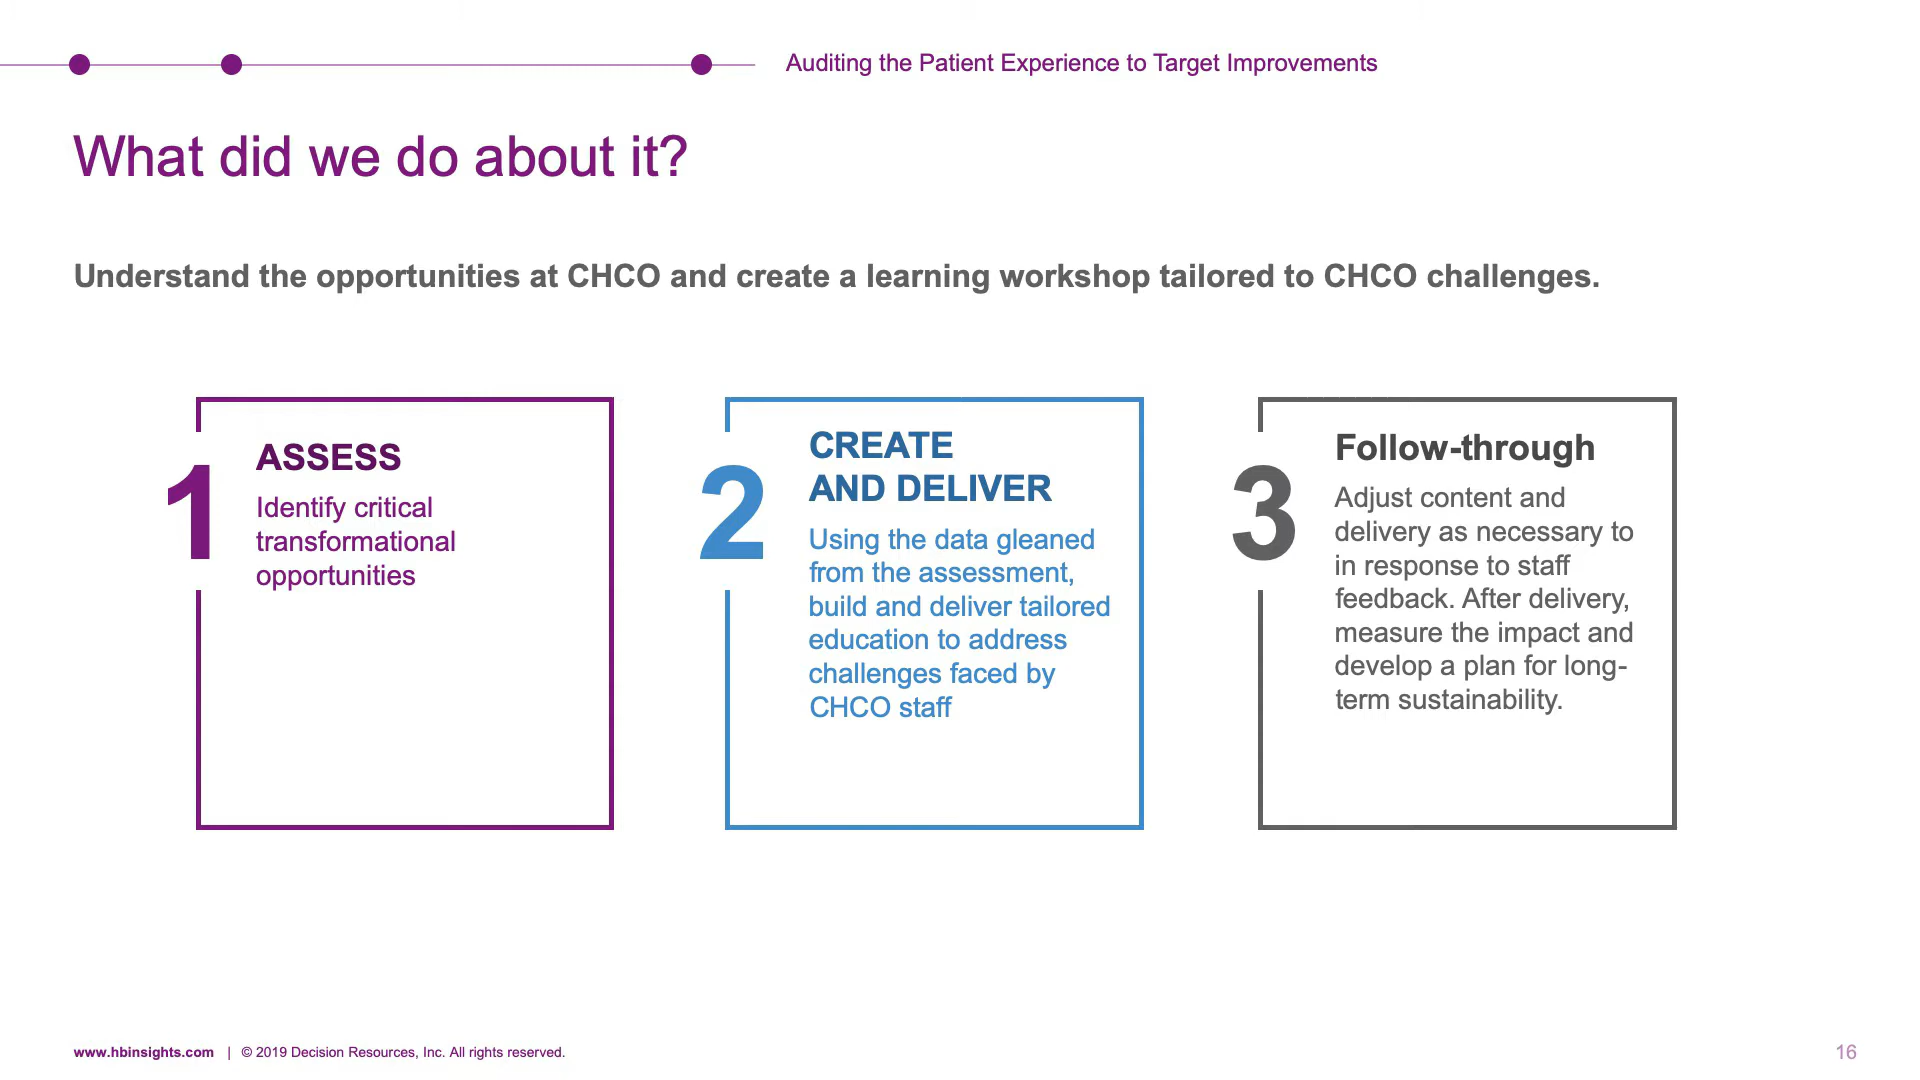 Auditing the Patient Experience to Target Improvements
What did we do about it?
Understand the opportunities at CHCO and create a learning workshop tailored to CHCO challenges.
1
ASSESS
Identify critical
transformational
opportunities
2
CREATE
AND DELIVER
Using the data gleaned
from the assessment,
build and deliver tailored
education to address
challenges faced by
CHCO staff
3
Follow-through
Adjust content and
delivery as necessary to
in response to staff
feedback. After delivery,
measure the impact and
develop a plan for long-
term sustainability.
www.hbinsights.com | © 2019 Decision Resources, Inc. All rights reserved.
16